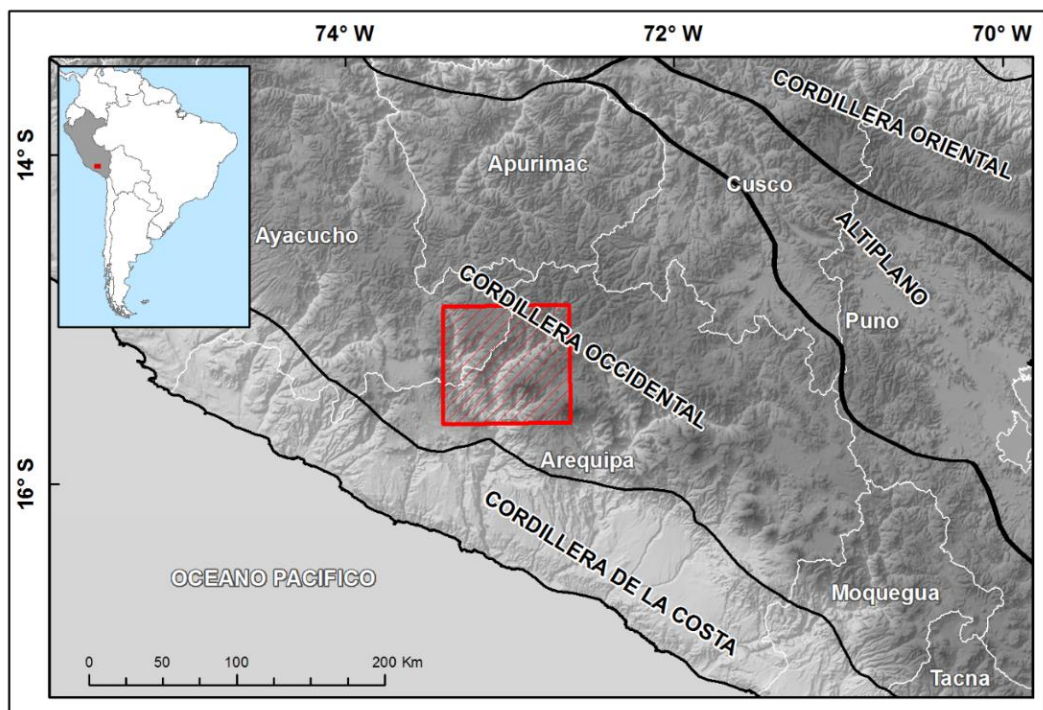 74° W
72° W
70° W
14° S
16° S
CORDILLERA ORIENTAL
Apurimac
Cusco
Ayacucho
ALTIPLANO
CORDILLERA OCCIDENTAL
Puno
Arequipa
CORDILLERA DE LA COSTA
OCEANO PACIFICO
Moquegua
Tacna
0 50 100 200 Km